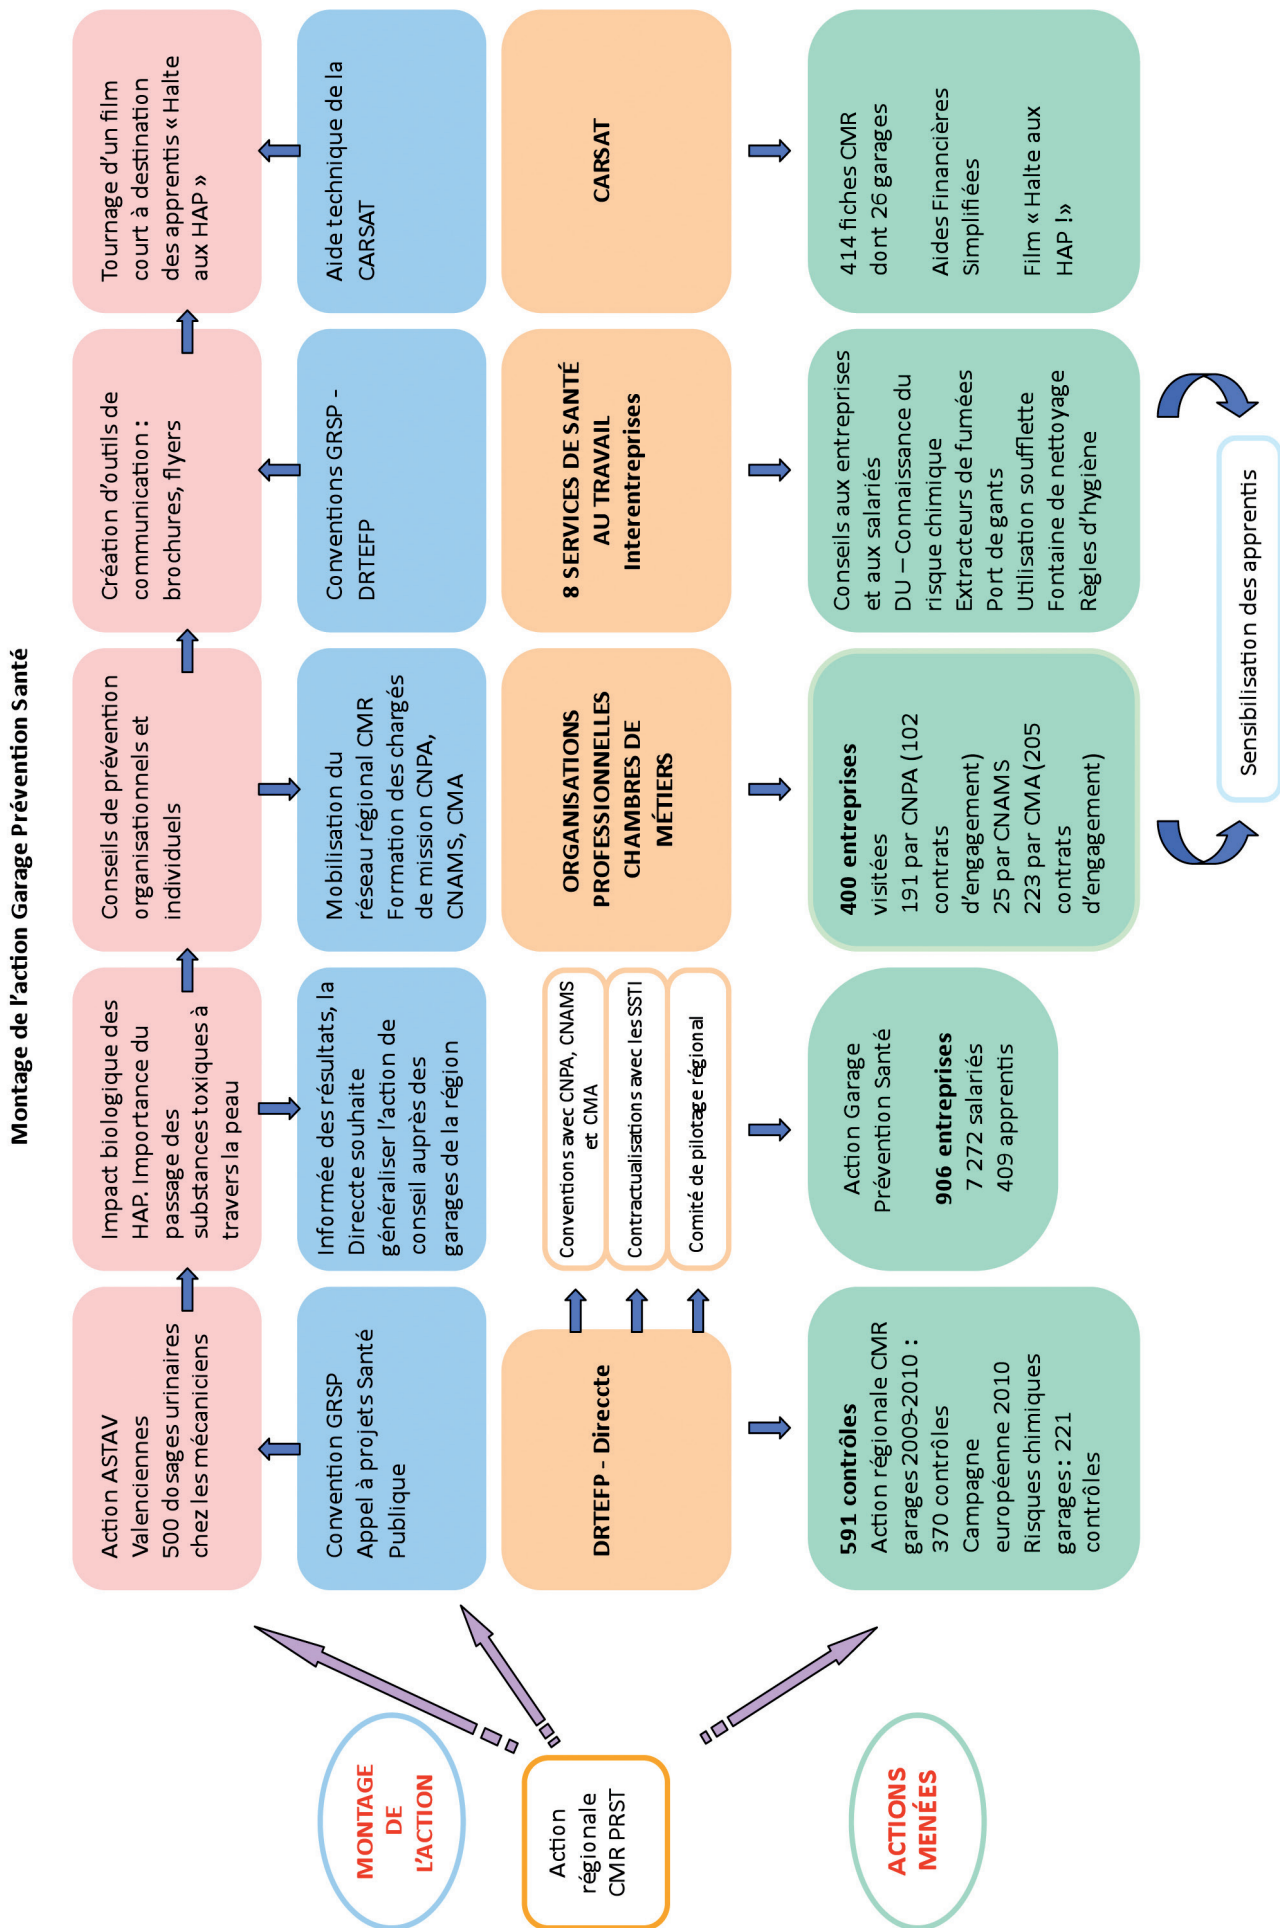 Montage de l'action Garage Prévention Santé
MONTAGE
DE
L'ACTION
Action
régionale
CMR PRST
ACTIONS
MENÉES
Action ASTAV
Valenciennes
500 dosages urinaires
chez les mécaniciens
Impact biologique des
HAP. Importance du
passage des
substances toxiques à
travers la peau
Conseils de prévention
organisationnels et
individuels
Création d'outils de
communication :
brochures, flyers
Tournage d'un film
court à destination
des apprentis « Halte
aux HAP »
Convention GRSP
Appel à projets Santé
Publique
Informée des résultats, la
Direccte souhaite
généraliser l'action de
conseil auprès des
garages de la région
Mobilisation du
réseau régional CMR
Formation des chargés
de mission CNPA,
CNAMS, CMA
Conventions GRSP -
DRTEFP
Aide technique de la
CARSAT
DRTEFP - Direccte
Conventions avec CNPA, CNAMS
et CMA
Contractualisations avec les SSTI
Comité de pilotage régional
ORGANISATIONS
PROFESSIONNELLES
CHAMBRES DE
MÉTIERS
8 SERVICES DE SANTÉ
AU TRAVAIL
Interentreprises
CARSAT
591 contrôles
Action régionale CMR
garages 2009-2010 :
370 contrôles
Campagne
européenne 2010
Risques chimiques
garages : 221
contrôles
Action Garage
Prévention Santé
906 entreprises
7 272 salariés
409 apprentis
400 entreprises
visitées
191 par CNPA (102
contrats
d'engagement)
25 par CNAMS
223 par CMA (205
contrats
d'engagement)
Conseils aux entreprises
et aux salariés
DU – Connaissance du
risque chimique
Extracteurs de fumées
Port de gants
Utilisation soufflette
Fontaine de nettoyage
Règles d'hygiène
414 fiches CMR
dont 26 garages
Aides Financières
Simplifiées
Film « Halte aux
HAP !»
Sensibilisation des apprentis